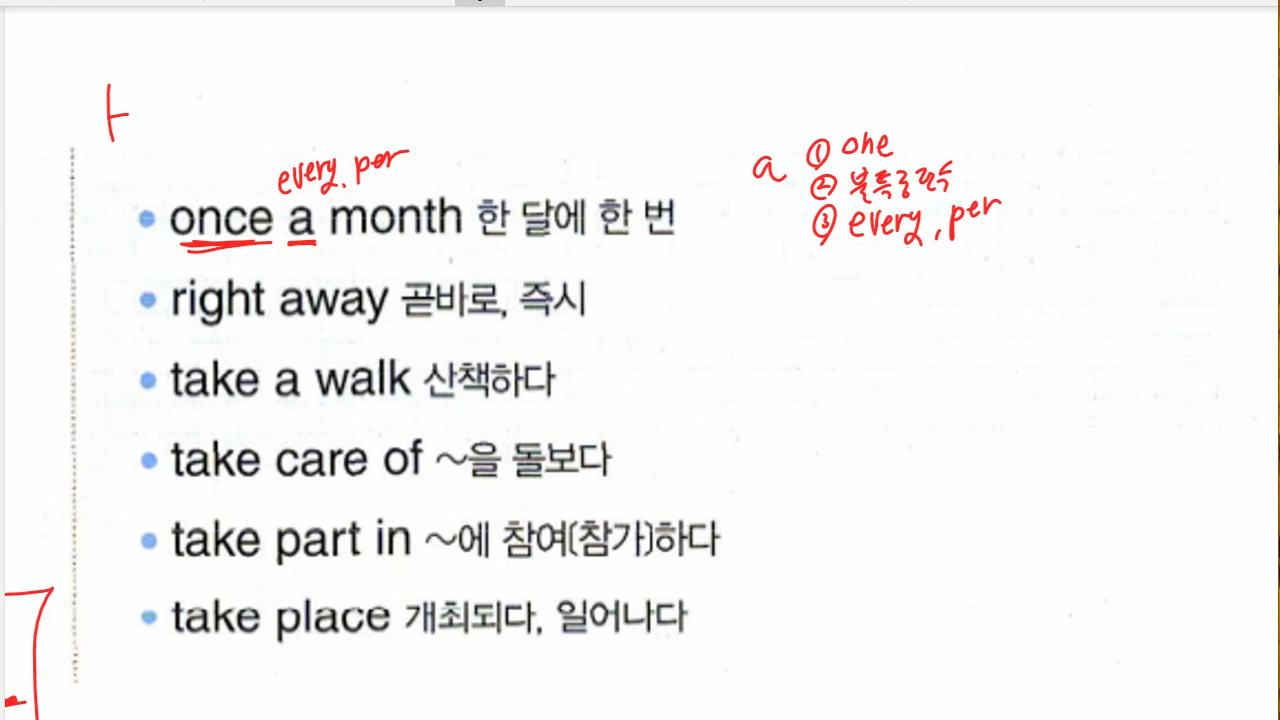 every, per
a ① one
② 불특정다수
③ every, per
• once a month 한 달에 한 번
• right away 곧바로, 즉시
• take a walk 산책하다
• take care of ~을 돌보다
• take part in ~에 참여(참가)하다
• take place 개최되다, 일어나다